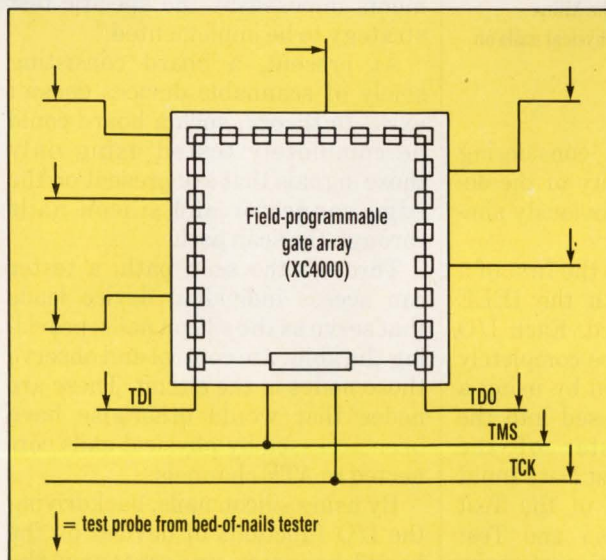 Field-programmable
gate array
(XC4000)
TDI
TDO
TMS
TCK
= test probe from bed-of-nails tester